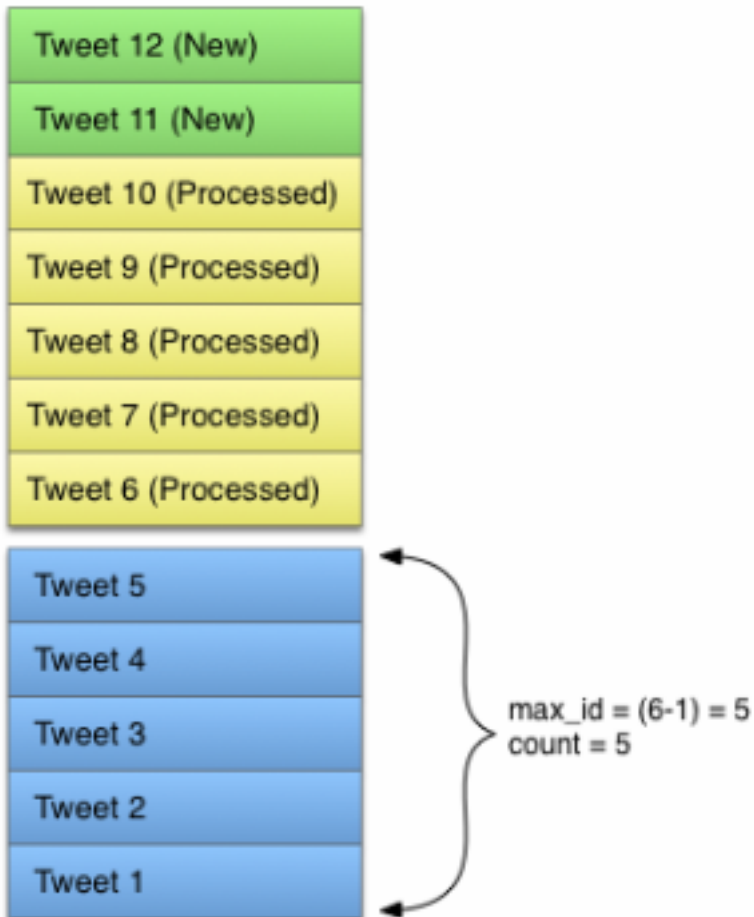 Tweet 12 (New)
Tweet 11 (New)
Tweet 10 (Processed)
Tweet 9 (Processed)
Tweet 8 (Processed)
Tweet 7 (Processed)
Tweet 6 (Processed)
Tweet 5
Tweet 4
Tweet 3
Tweet 2
Tweet 1
max_id = (6-1) = 5
count = 5